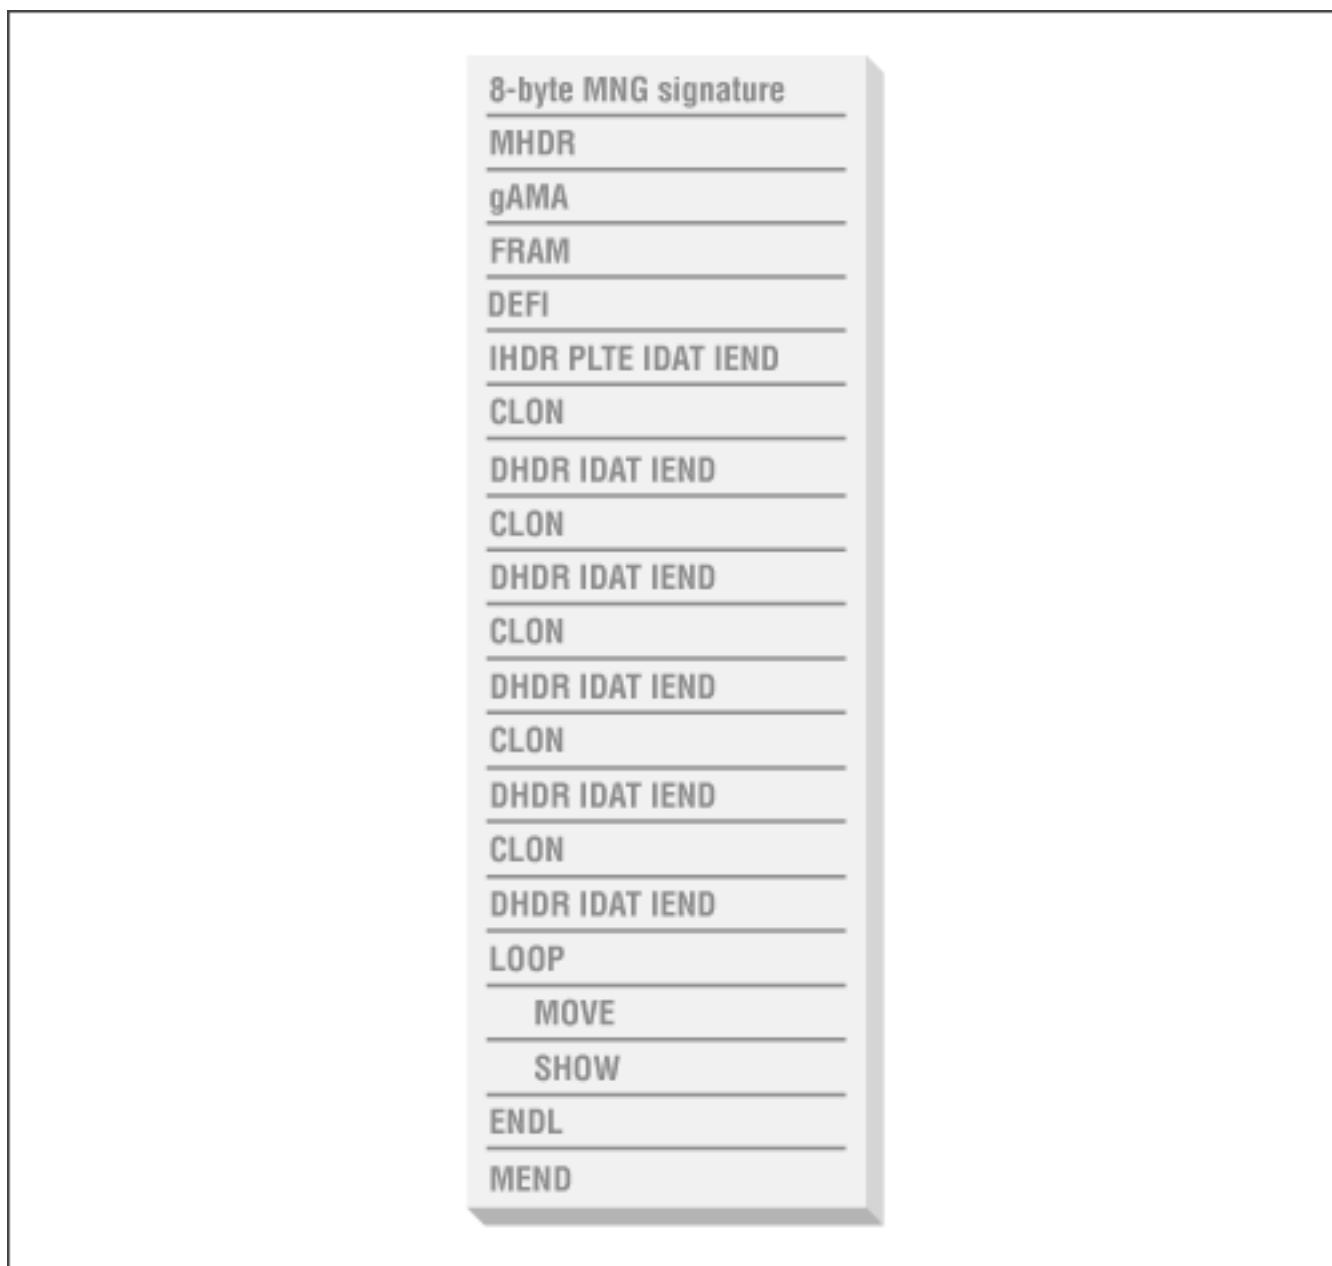 8-byte MNG signature
MHDR
gAMA
FRAM
DEFI
IHDR PLTE IDAT IEND
CLON
DHDR IDAT IEND
CLON
DHDR IDAT IEND
CLON
DHDR IDAT IEND
CLON
DHDR IDAT IEND
CLON
DHDR IDAT IEND
LOOP
MOVE
SHOW
ENDL
MEND